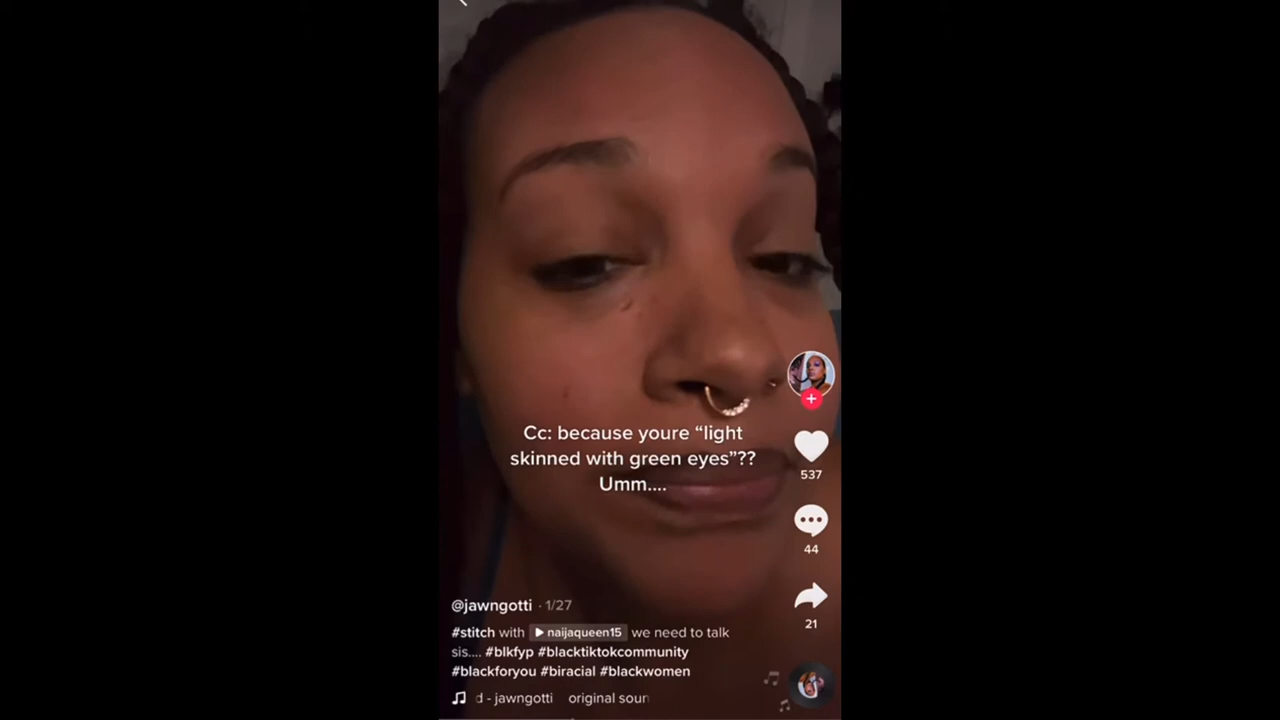 Cc: because youre “light
skinned with green eyes”??
Umm....
537
44
21
@jawngotti · 1/27
#stitch with naijaqueen15 we need to talk
sis.... #blkfyp #blacktiktokcommunity
#blackforyou #biracial #blackwomen
d - jawngotti original soun